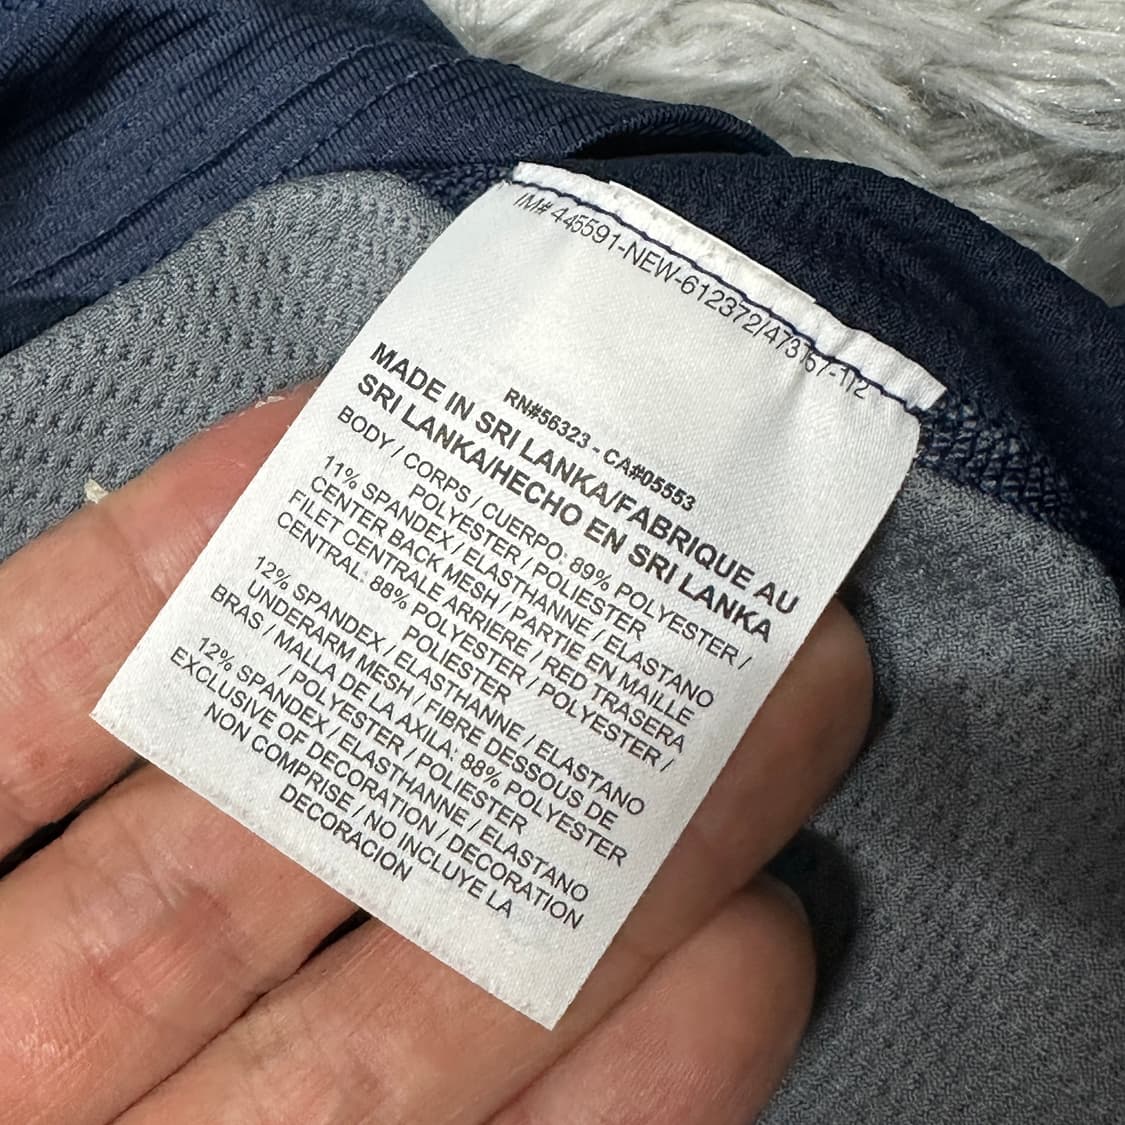 IM# 445591-NEW-612372/473167-112
RN#56323 - CA#05553
MADE IN SRI LANKA/FABRIQUE AU
SRI LANKA/HECHO EN SRI LANKA
BODY / CORPS / CUERPO: 89% POLYESTER /
POLYESTER / POLIESTER
11% SPANDEX / ELASTHANNE / ELASTANO
CENTER BACK MESH / PARTIE EN MAILLE
FILET CENTRALE ARRIERE / RED TRASERA
CENTRAL: 88% POLYESTER / POLYESTER /
POLIESTER
12% SPANDEX / ELASTHANNE / ELASTANO
UNDERARM MESH / FIBRE DESSOUS DE
BRAS / MALLA DE LA AXILA: 88% POLYESTER
/ POLYESTER / POLIESTER
12% SPANDEX / ELASTHANNE / ELASTANO
EXCLUSIVE OF DECORATION / DECORATION
NON COMPRISE / NO INCLUYE LA
DECORACION